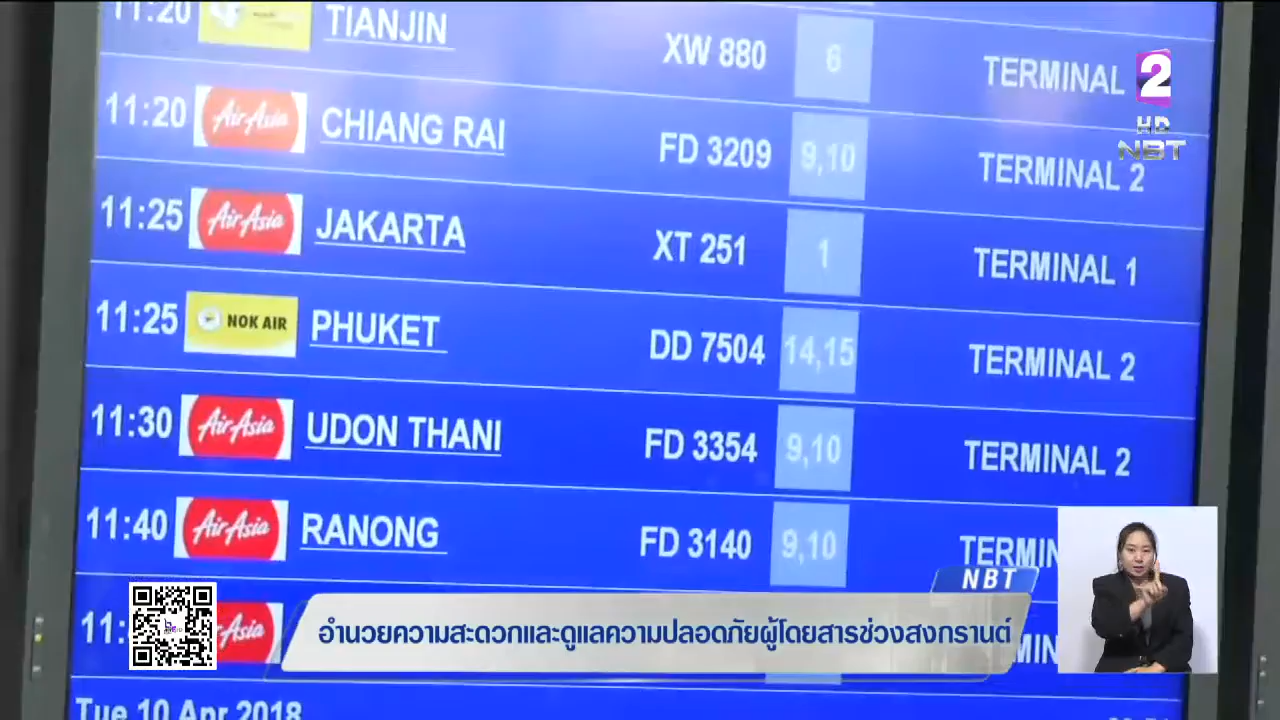 11:20 TIANJIN XW 880 6 TERMINAL
11:20 AirAsia CHIANG RAI FD 3209 9,10 TERMINAL 2
11:25 AirAsia JAKARTA XT 251 1 TERMINAL 1
11:25 NOK AIR PHUKET DD 7504 14,15 TERMINAL 2
11:30 AirAsia UDON THANI FD 3354 9,10 TERMINAL 2
11:40 AirAsia RANONG FD 3140 9,10
Tue 10 Apr 2018
2
HD
NBT
NBT
อำนวยความสะดวกและดูแลความปลอดภัยผู้โดยสารช่วงสงกรานต์